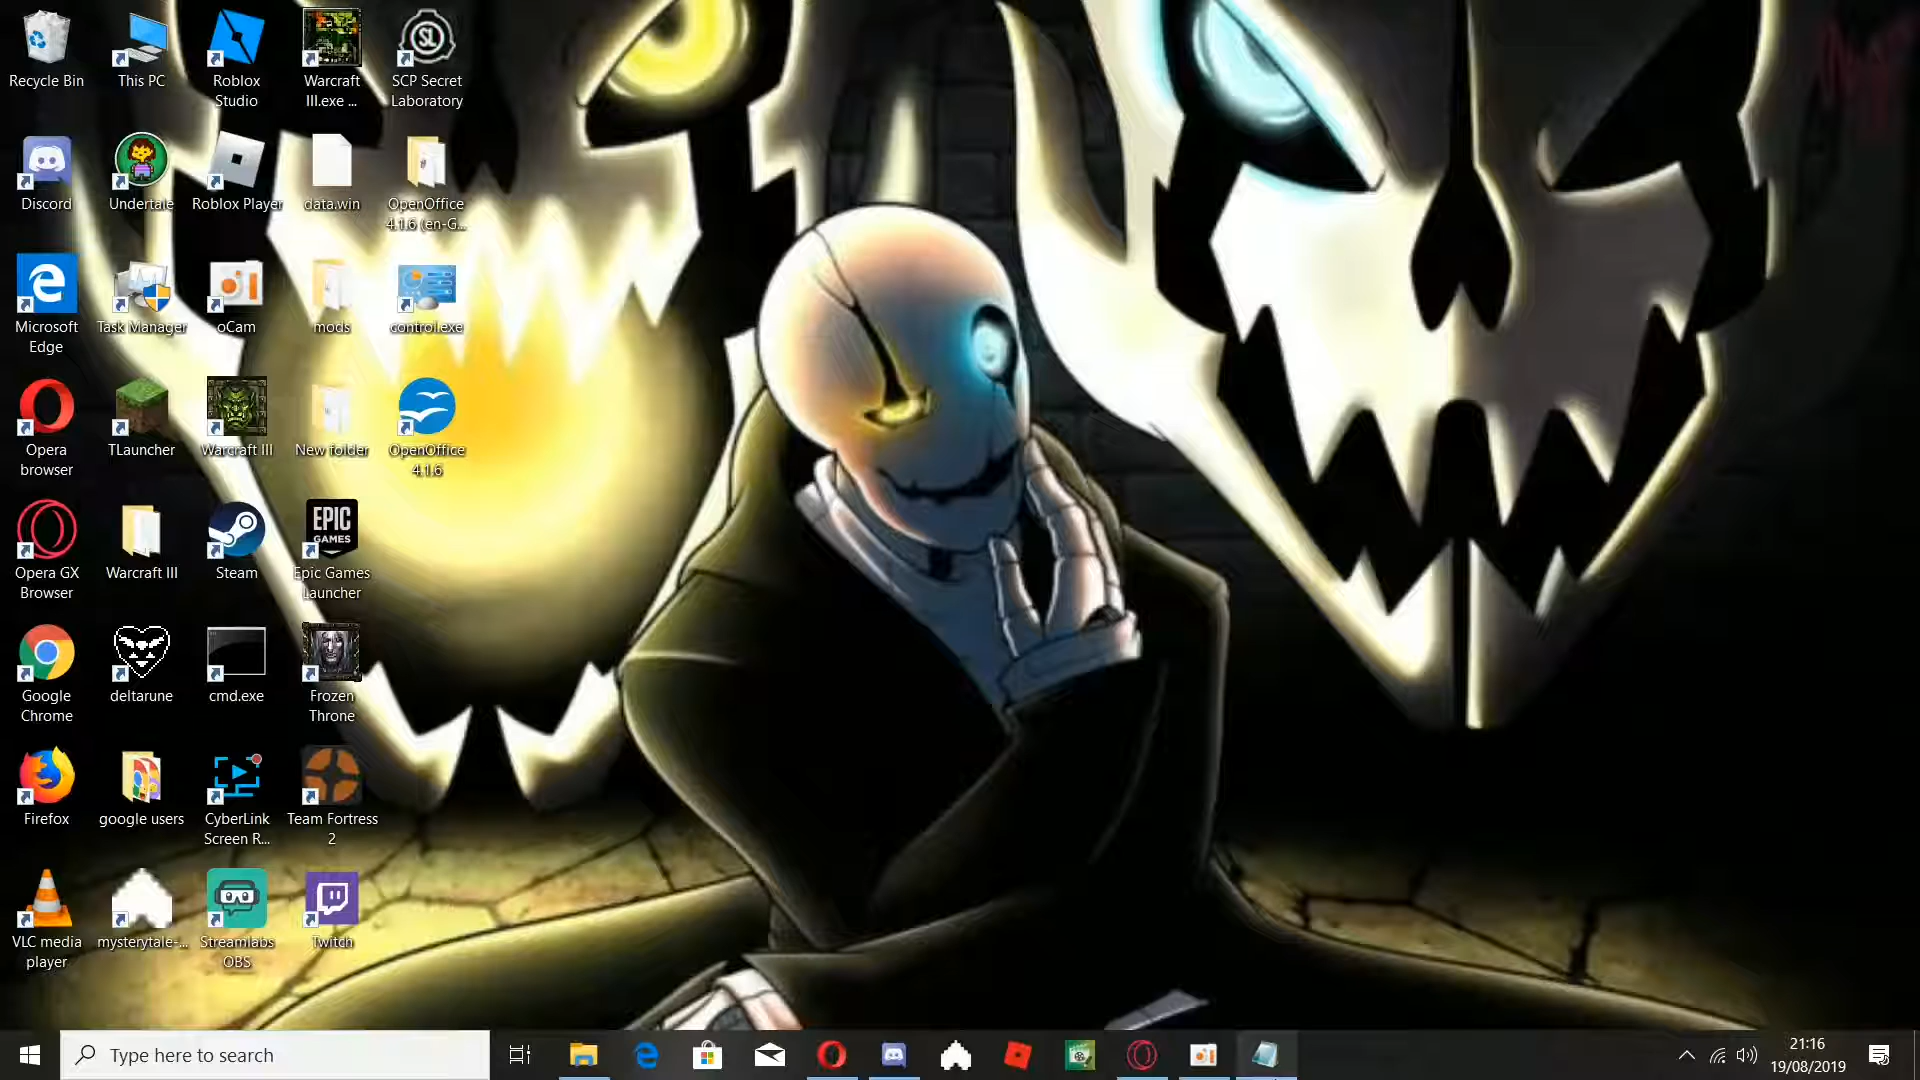 Recycle Bin
This PC
Roblox
Studio
Warcraft
III.exe ...
SL
SCP Secret
Laboratory
Discord
Undertale
Roblox Player
data.win
OpenOffice
4.1.6 (en-G...
Microsoft
Edge
Task Manager
oCam
mods
control.exe
Opera
browser
TLauncher
Warcraft III
New folder
OpenOffice
4.1.6
Opera GX
Browser
Warcraft III
Steam
EPIC
GAMES
Epic Games
Launcher
Google
Chrome
deltarune
cmd.exe
Frozen
Throne
Firefox
google users
CyberLink
Screen R...
Team Fortress
2
VLC media
player
mysterytale-...
Streamlabs
OBS
Twitch
Type here to search
21:16
19/08/2019